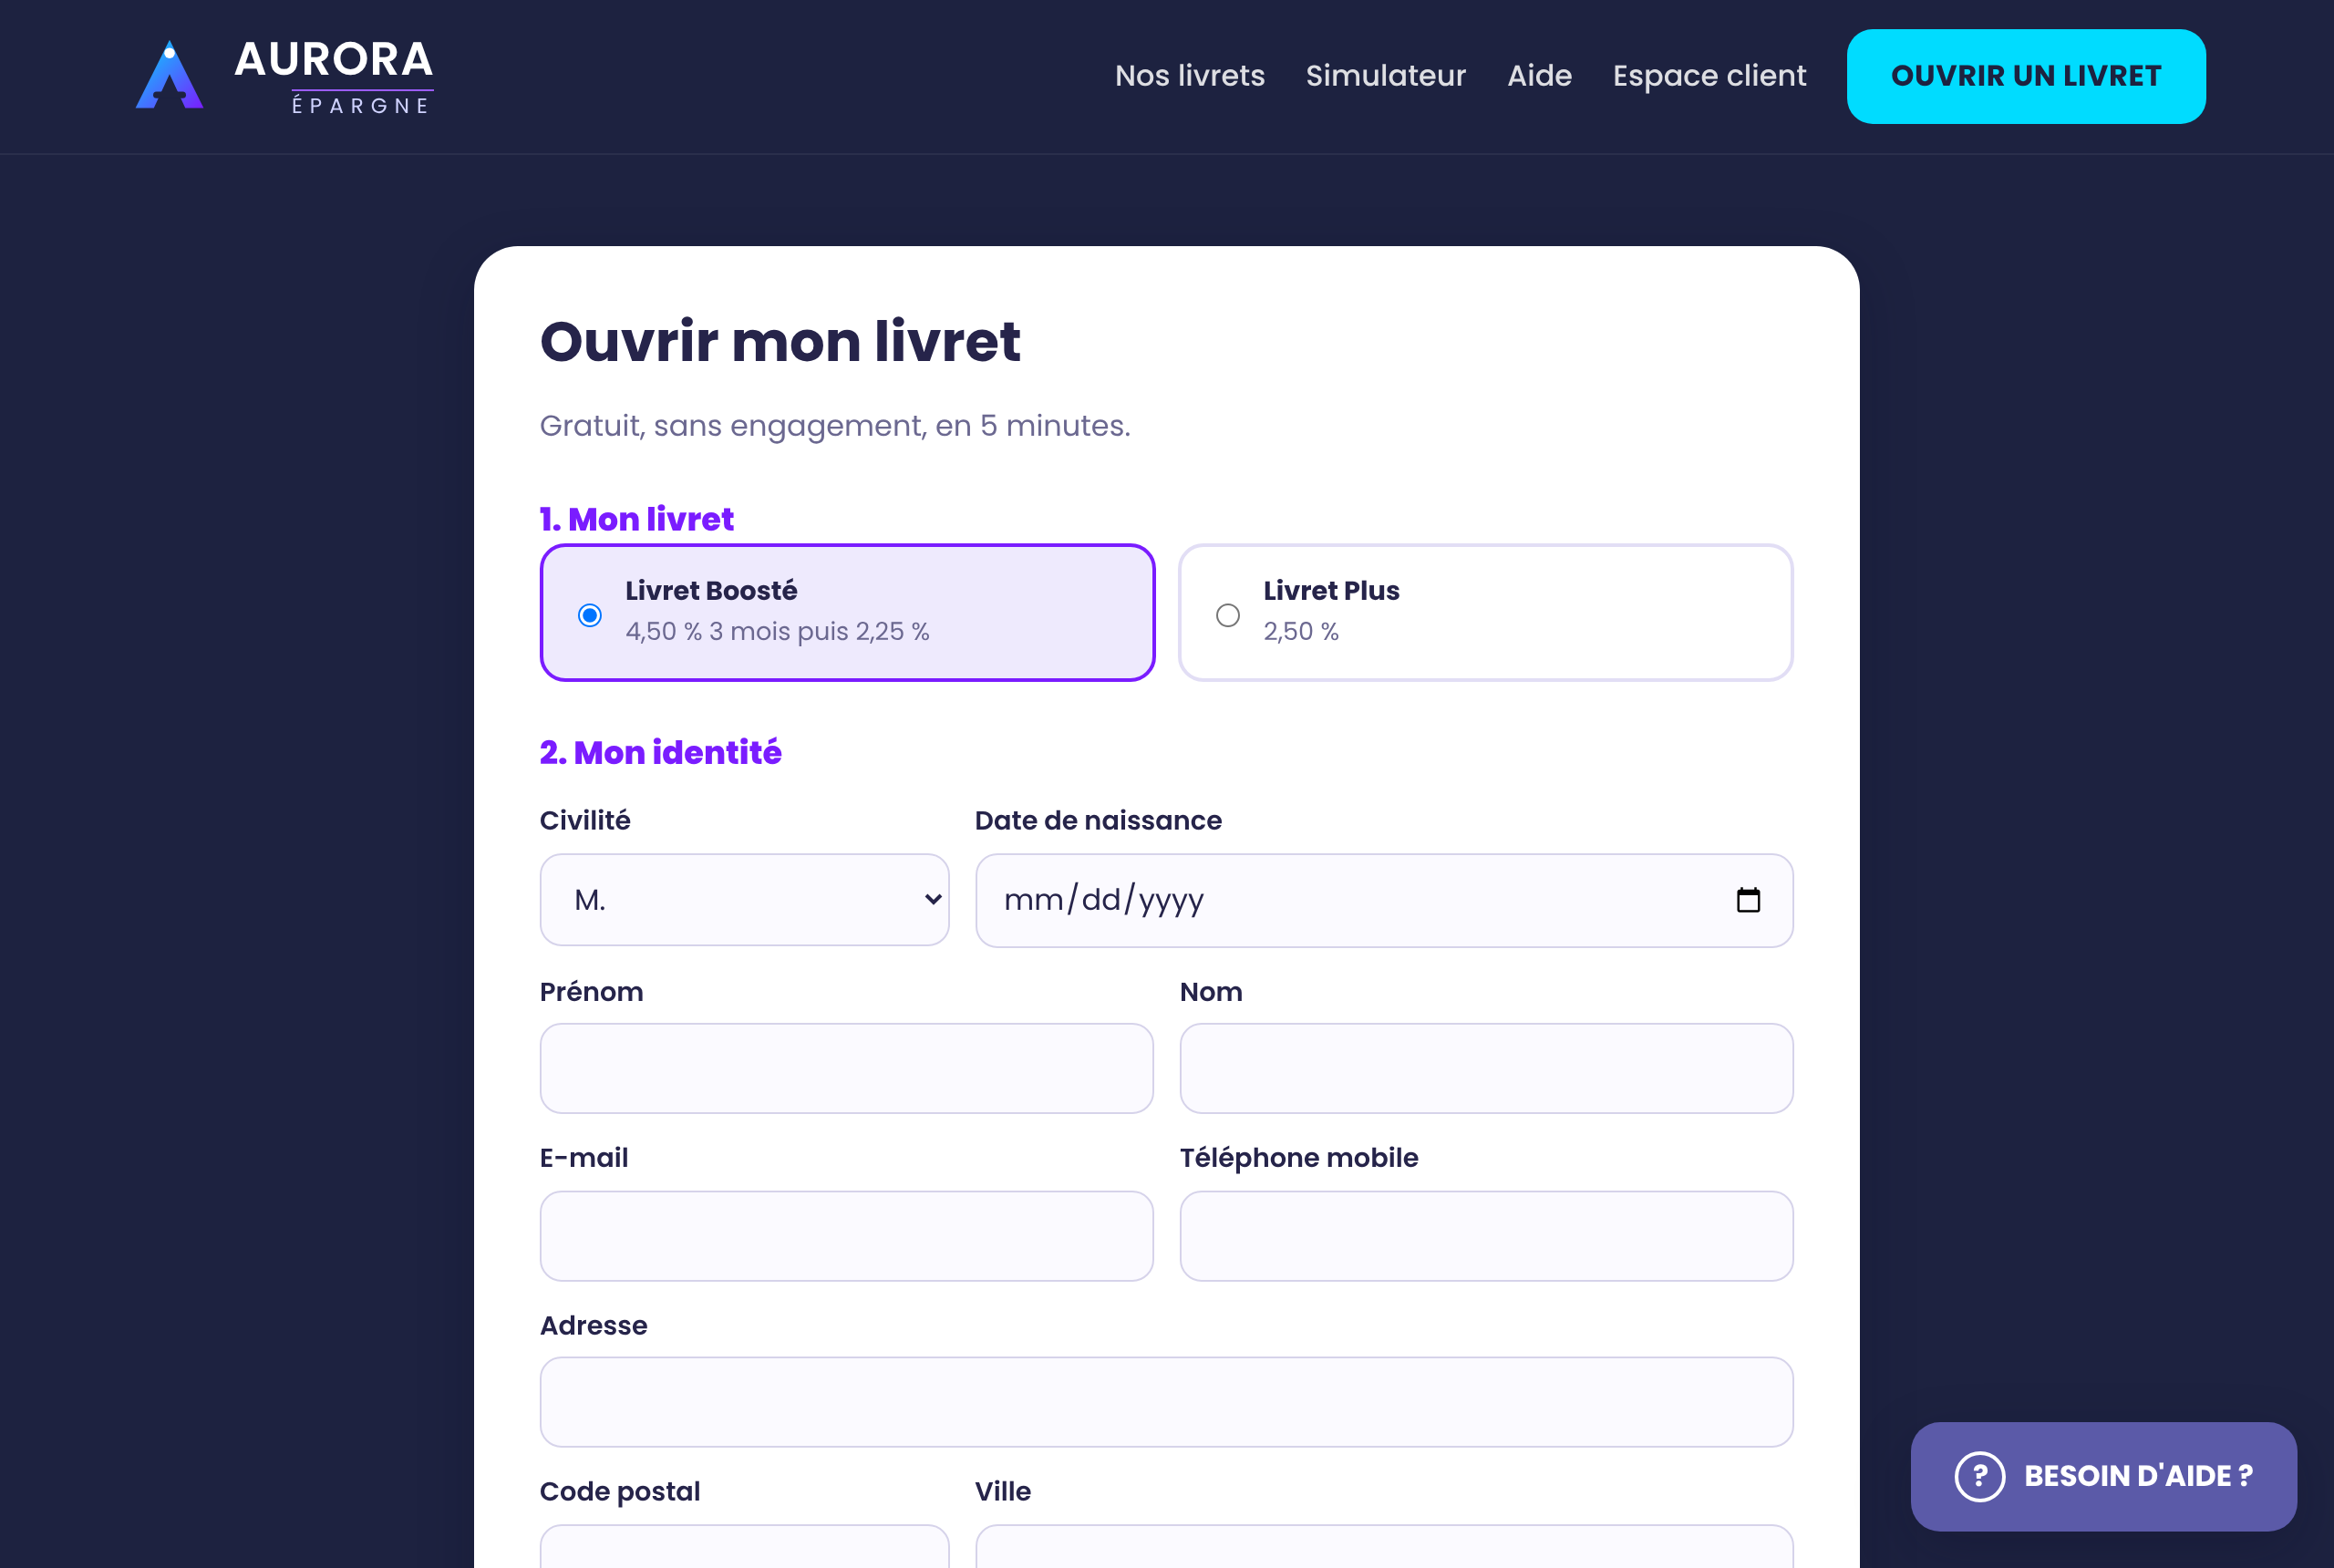 AURORA
ÉPARGNE
Nos livrets
Simulateur
Aide
Espace client
OUVRIR UN LIVRET
Ouvrir mon livret
Gratuit, sans engagement, en 5 minutes.
1. Mon livret
Livret Boosté
4,50 % 3 mois puis 2,25 %
Livret Plus
2,50 %
2. Mon identité
Civilité
Date de naissance
M.
mm/dd/yyyy
Prénom
Nom
E-mail
Téléphone mobile
Adresse
Code postal
Ville
? BESOIN D'AIDE ?